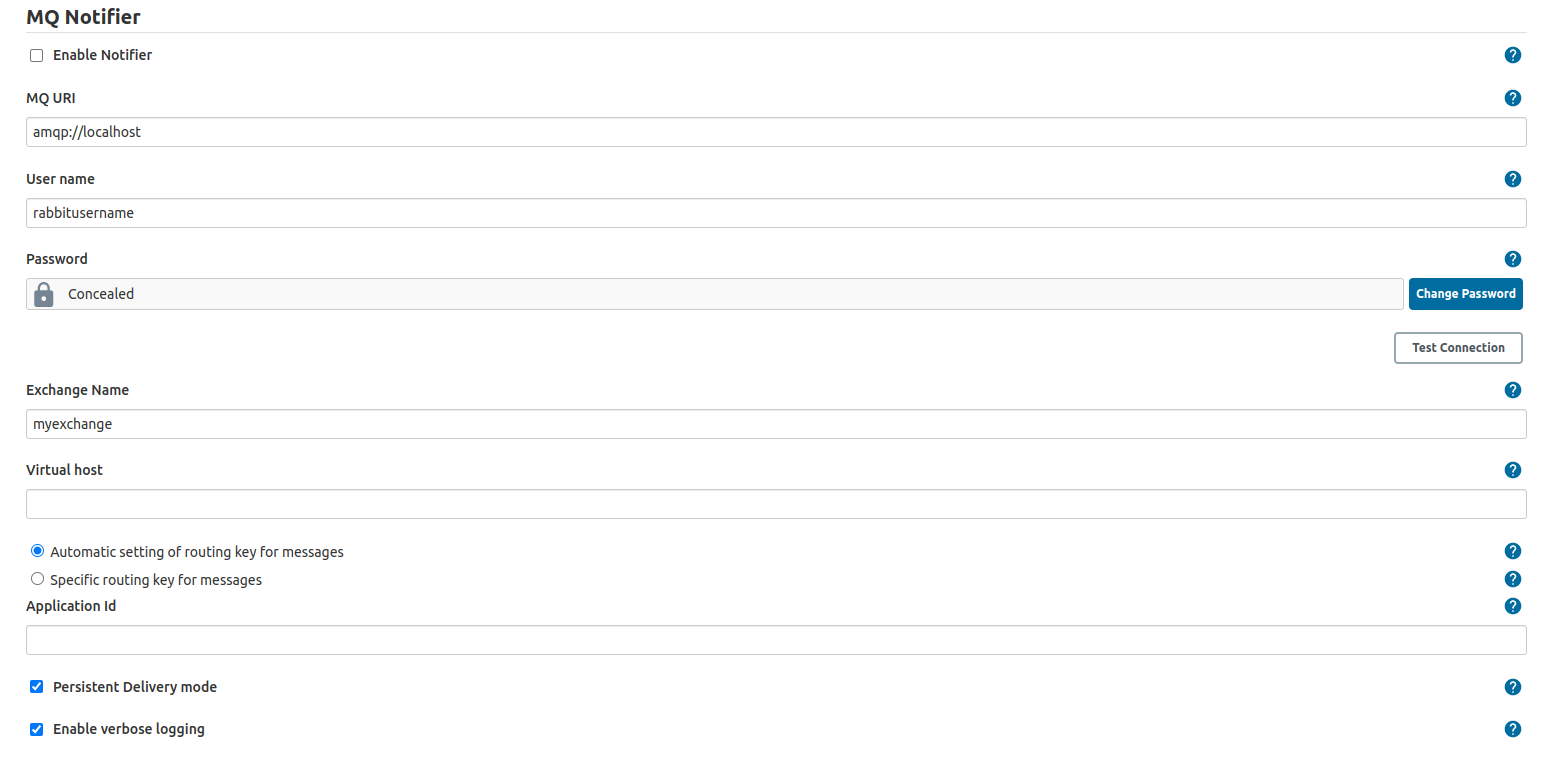 MQ Notifier
Enable Notifier ?
MQ URI ?
amqp://localhost
User name ?
rabbitusername
Password ?
Concealed Change Password
Test Connection
Exchange Name ?
myexchange
Virtual host ?
Automatic setting of routing key for messages ?
Specific routing key for messages ?
Application Id ?
Persistent Delivery mode ?
Enable verbose logging ?